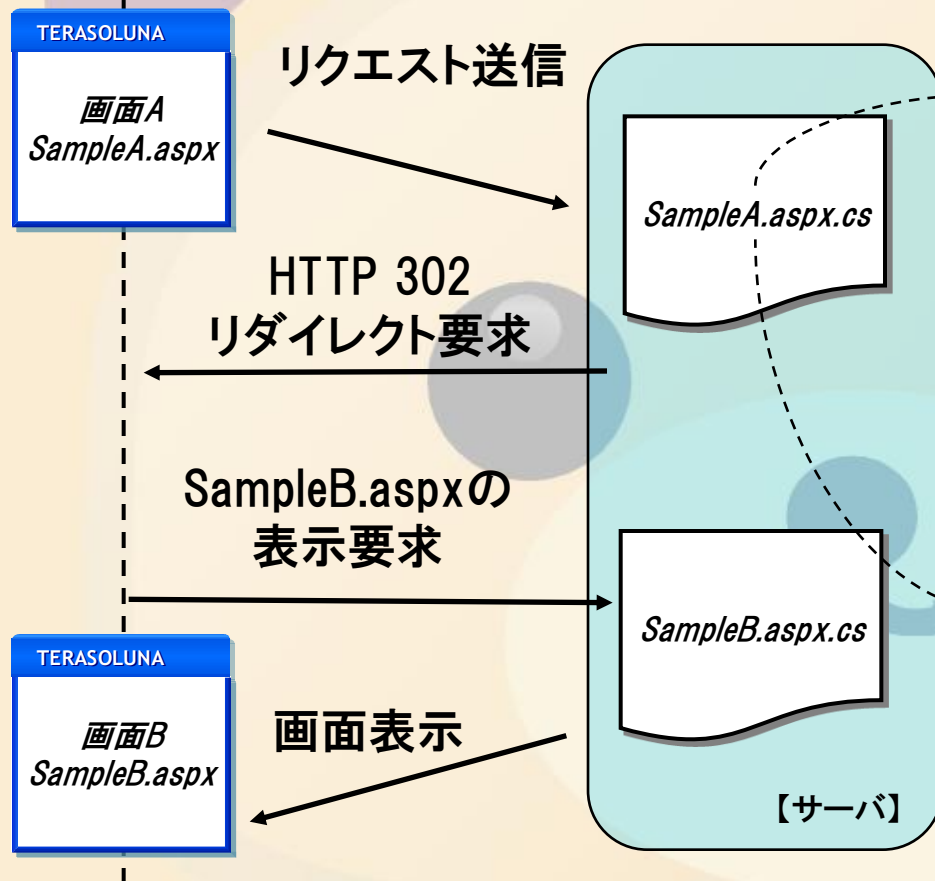 TERASOLUNA
画面A
SampleA.aspx
リクエスト送信
SampleA.aspx.cs
HTTP 302
リダイレクト要求
SampleB.aspxの
表示要求
SampleB.aspx.cs
TERASOLUNA
画面B
SampleB.aspx
画面表示
【サーバ】